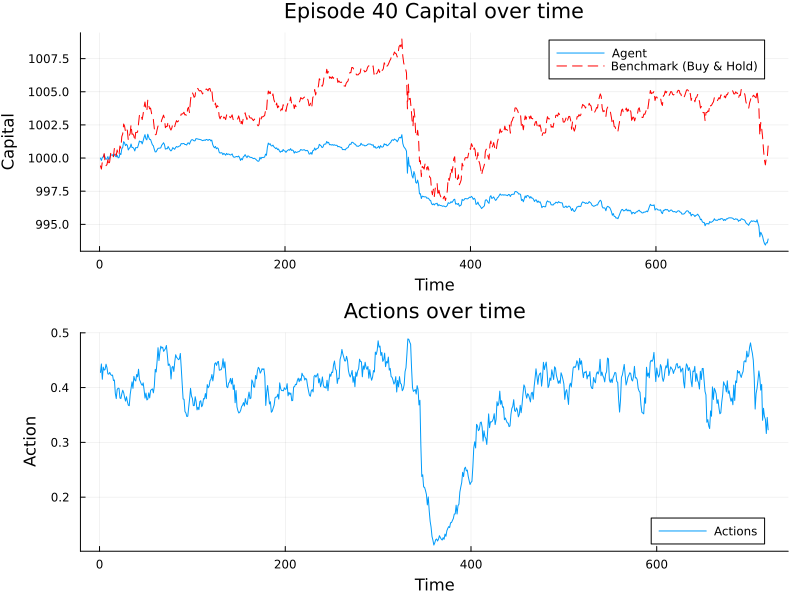 Episode 40 Capital over time
Capital
1007.5
1005.0
1002.5
1000.0
997.5
995.0
Agent
Benchmark (Buy & Hold)
0 200 400 600
Time
Actions over time
Action
0.5
0.4
0.3
0.2
Actions
0 200 400 600
Time